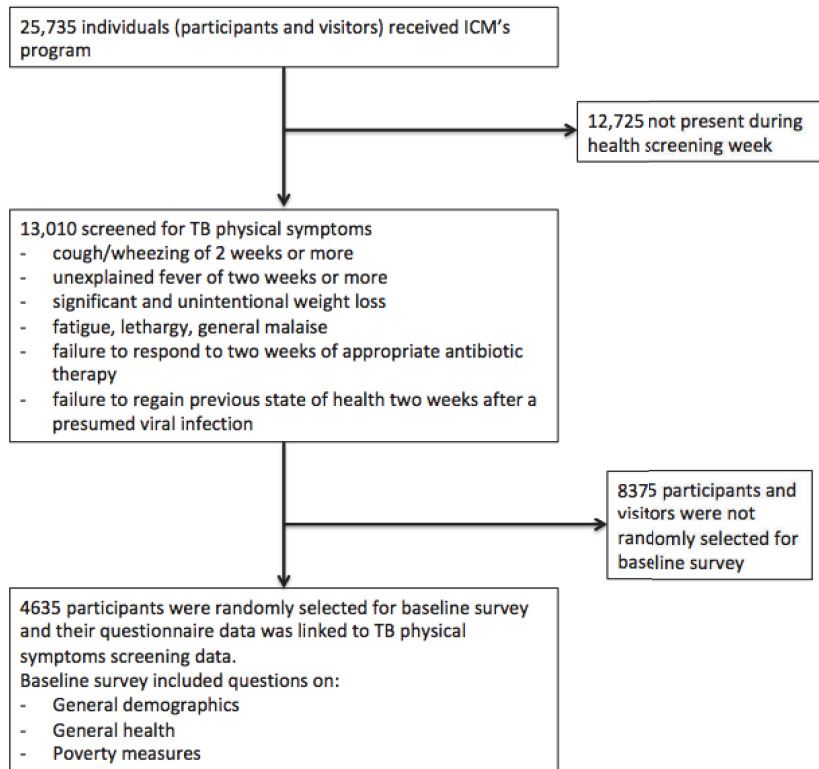 25,735 individuals (participants and visitors) received ICM's
program
12,725 not present during
health screening week
13,010 screened for TB physical symptoms
- cough/wheezing of 2 weeks or more
- unexplained fever of two weeks or more
- significant and unintentional weight loss
- fatigue, lethargy, general malaise
- failure to respond to two weeks of appropriate antibiotic
therapy
- failure to regain previous state of health two weeks after a
presumed viral infection
8375 participants and
visitors were not
randomly selected for
baseline survey
4635 participants were randomly selected for baseline survey
and their questionnaire data was linked to TB physical
symptoms screening data.
Baseline survey included questions on:
- General demographics
- General health
- Poverty measures